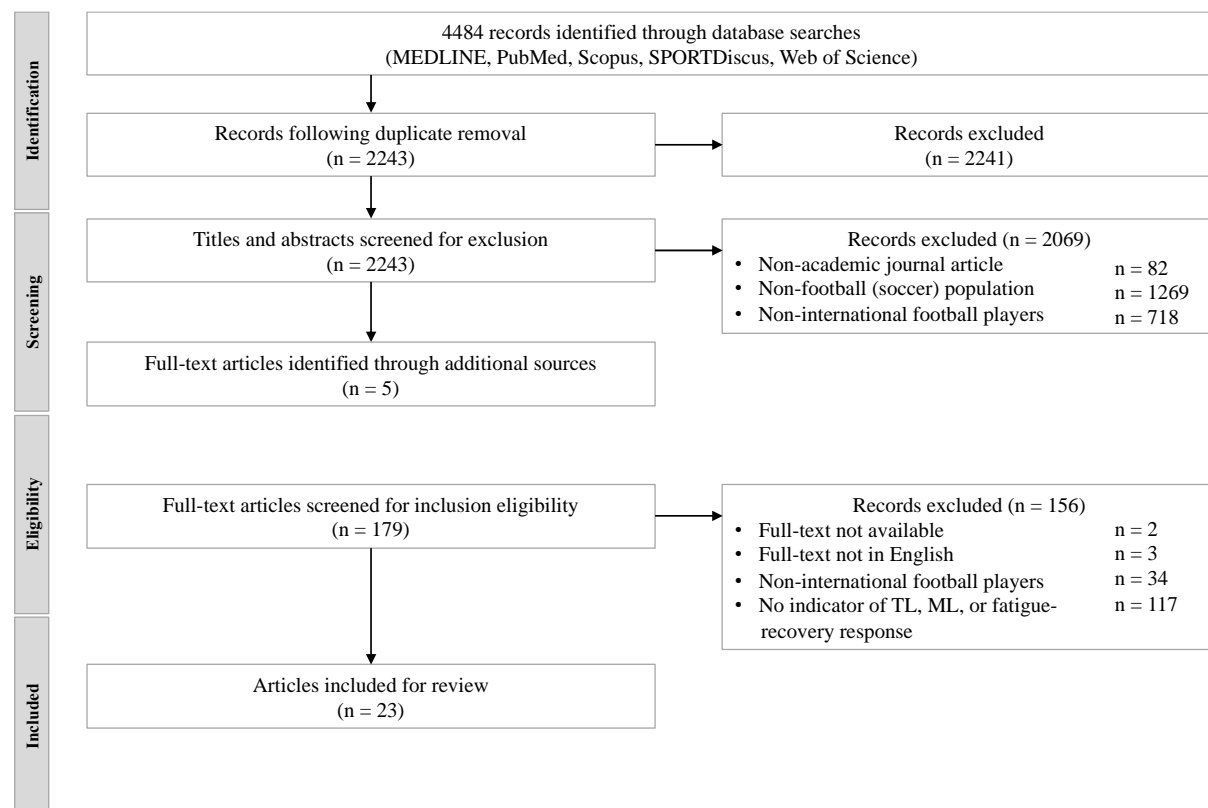 4484 records identified through database searches
(MEDLINE, PubMed, Scopus, SPORTDiscus, Web of Science)
Identification
Records following duplicate removal
(n = 2243)
Records excluded
(n = 2241)
Screening
Titles and abstracts screened for exclusion
(n = 2243)
Records excluded (n = 2069)
• Non-academic journal article n = 82
• Non-football (soccer) population n = 1269
• Non-international football players n = 718
Full-text articles identified through additional sources
(n = 5)
Eligibility
Full-text articles screened for inclusion eligibility
(n = 179)
Records excluded (n = 156)
• Full-text not available n = 2
• Full-text not in English n = 3
• Non-international football players n = 34
• No indicator of TL, ML, or fatigue- n = 117
recovery response
Included
Articles included for review
(n = 23)